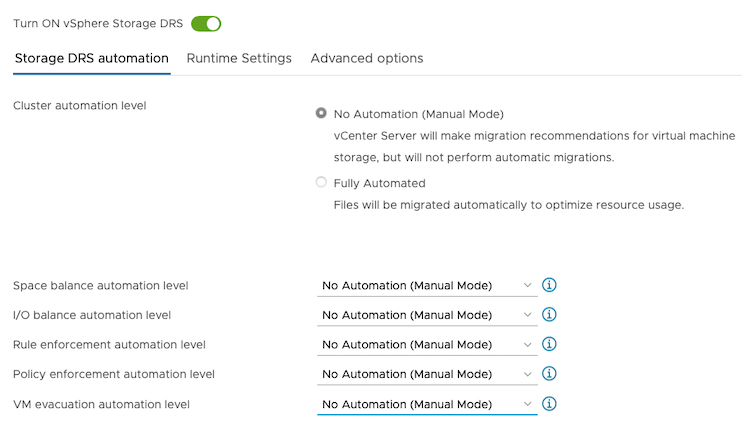 Turn ON vSphere Storage DRS
Storage DRS automation Runtime Settings Advanced options
Cluster automation level
No Automation (Manual Mode)
vCenter Server will make migration recommendations for virtual machine
storage, but will not perform automatic migrations.
Fully Automated
Files will be migrated automatically to optimize resource usage.
Space balance automation level No Automation (Manual Mode)
I/O balance automation level No Automation (Manual Mode)
Rule enforcement automation level No Automation (Manual Mode)
Policy enforcement automation level No Automation (Manual Mode)
VM evacuation automation level No Automation (Manual Mode)